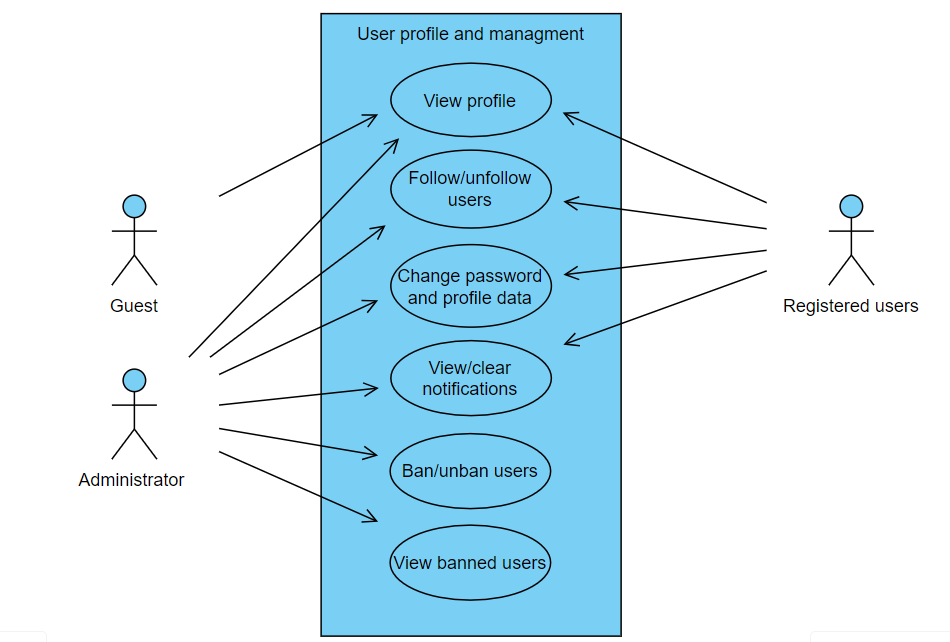 User profile and managment
View profile
Follow/unfollow
users
Change password
and profile data
View/clear
notifications
Ban/unban users
View banned users
Guest
Administrator
Registered users